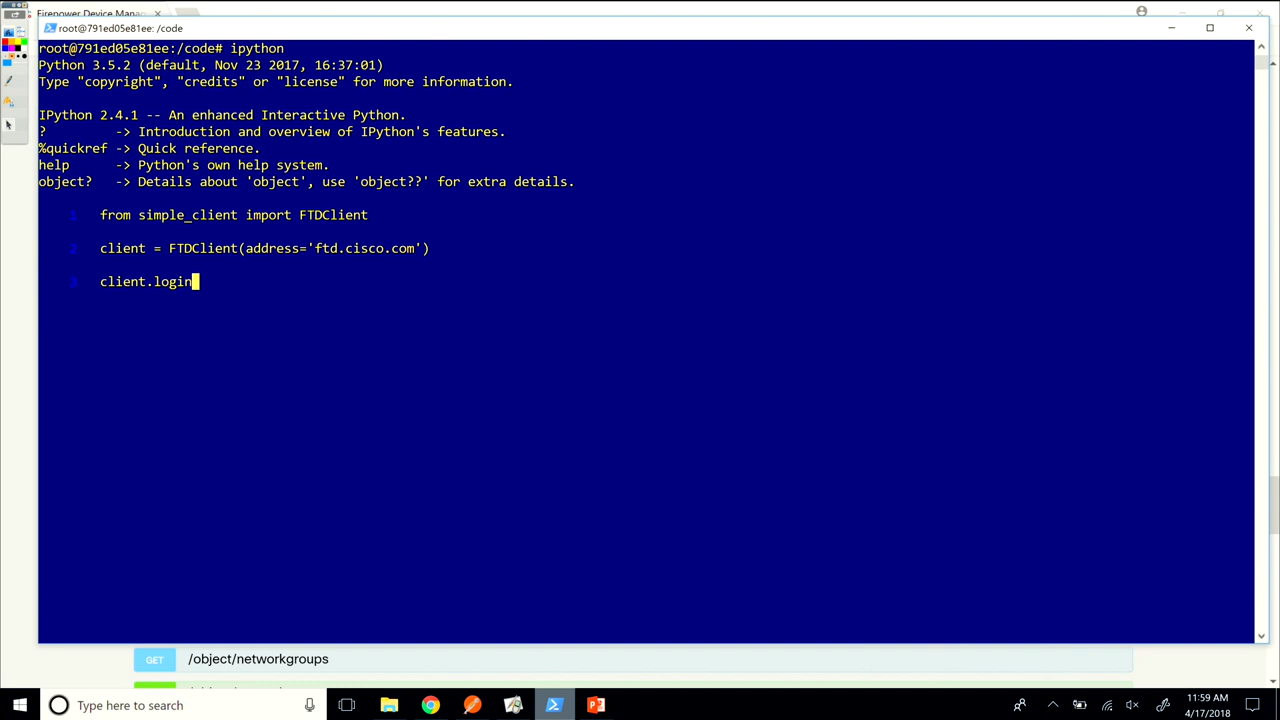 Firepower Device Manag
root@791ed05e81ee: /code
root@791ed05e81ee:/code# ipython
Python 3.5.2 (default, Nov 23 2017, 16:37:01)
Type "copyright", "credits" or "license" for more information.
IPython 2.4.1 -- An enhanced Interactive Python.
? -> Introduction and overview of IPython's features.
%quickref -> Quick reference.
help -> Python's own help system.
object? -> Details about 'object', use 'object??' for extra details.
1 from simple_client import FTDClient
2 client = FTDClient(address='ftd.cisco.com')
3 client.login
GET /object/networkgroups
Type here to search
11:59 AM
4/17/2018